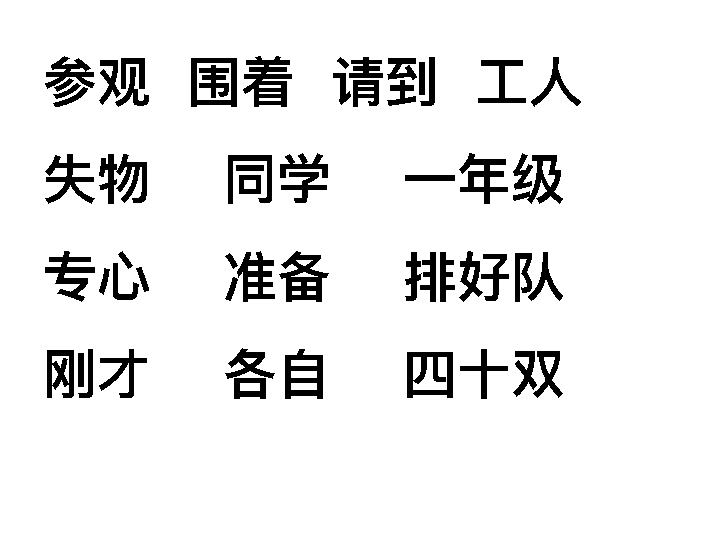 参观 围着 请到 工人
失物 同学 一年级
专心 准备 排好队
刚才 各自 四十双